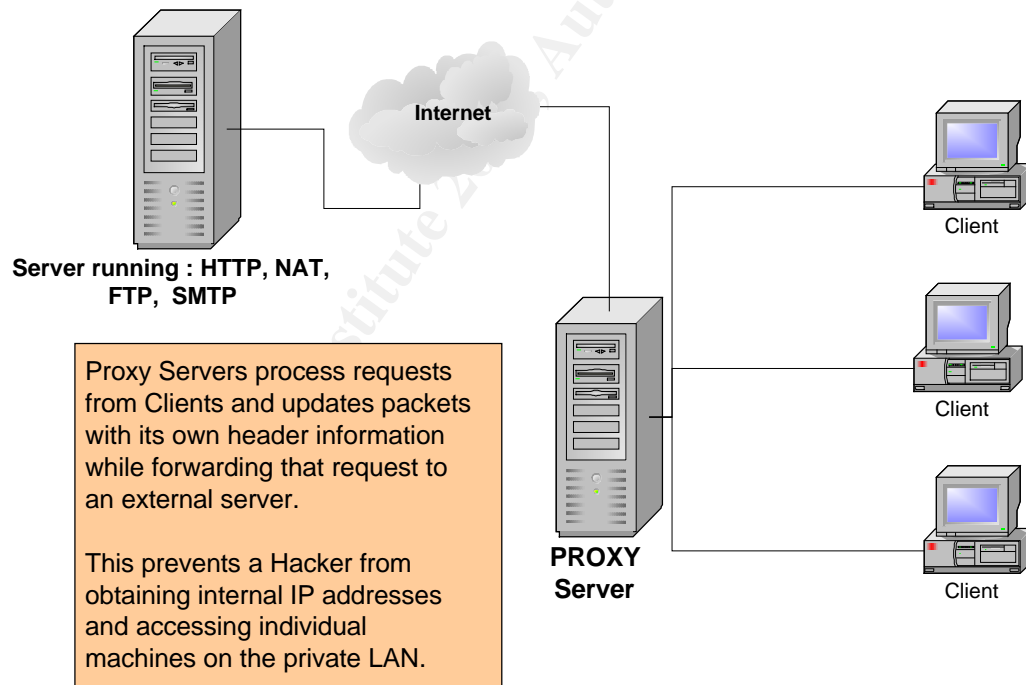 Internet
Client
Server running : HTTP, NAT,
FTP, SMTP
Client
Proxy Servers process requests
from Clients and updates packets
with its own header information
while forwarding that request to
an external server.
This prevents a Hacker from
obtaining internal IP addresses
and accessing individual
machines on the private LAN.
PROXY
Server
Client